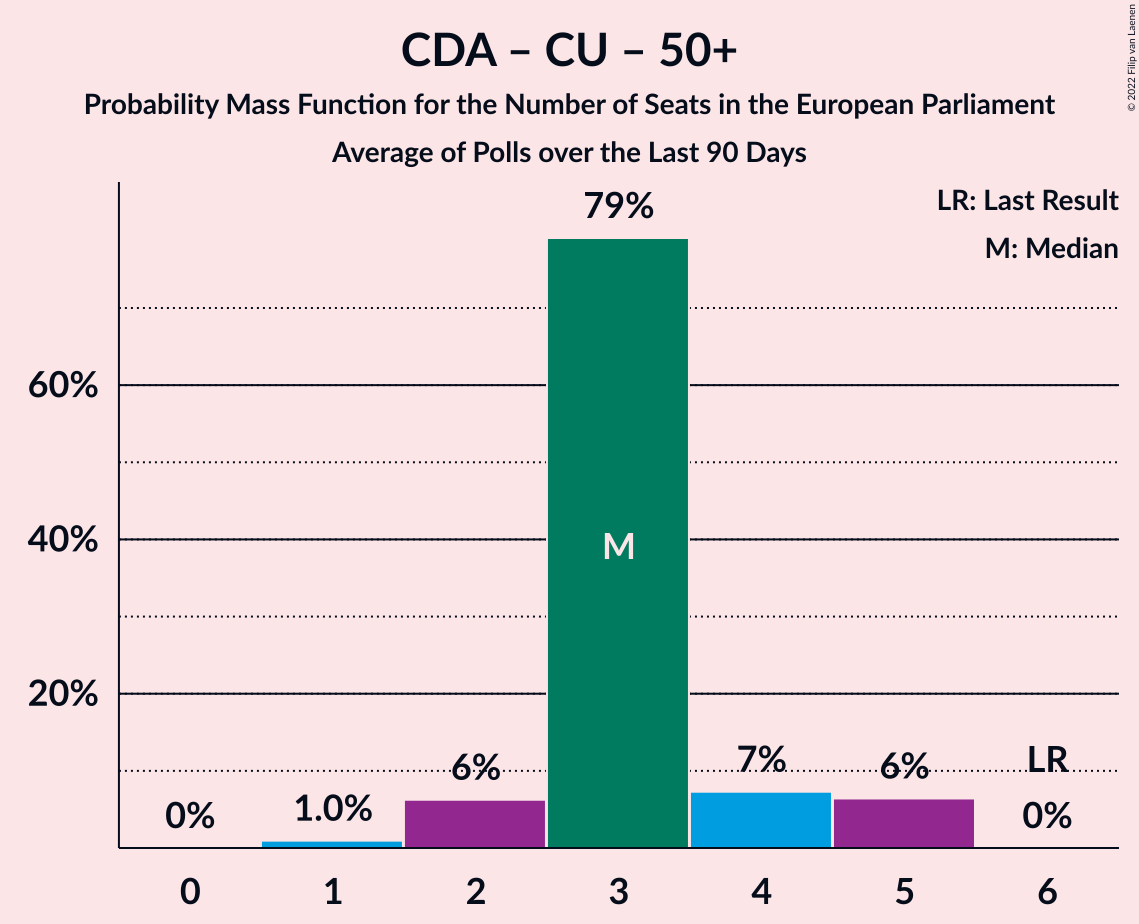 CDA – CU – 50+
Probability Mass Function for the Number of Seats in the European Parliament
Average of Polls over the Last 90 Days
© 2022 Filip van Laenen
LR: Last Result
M: Median
79%
60%
40%
20%
M
0%
1.0%
6%
7%
6%
LR
0%
0 1 2 3 4 5 6